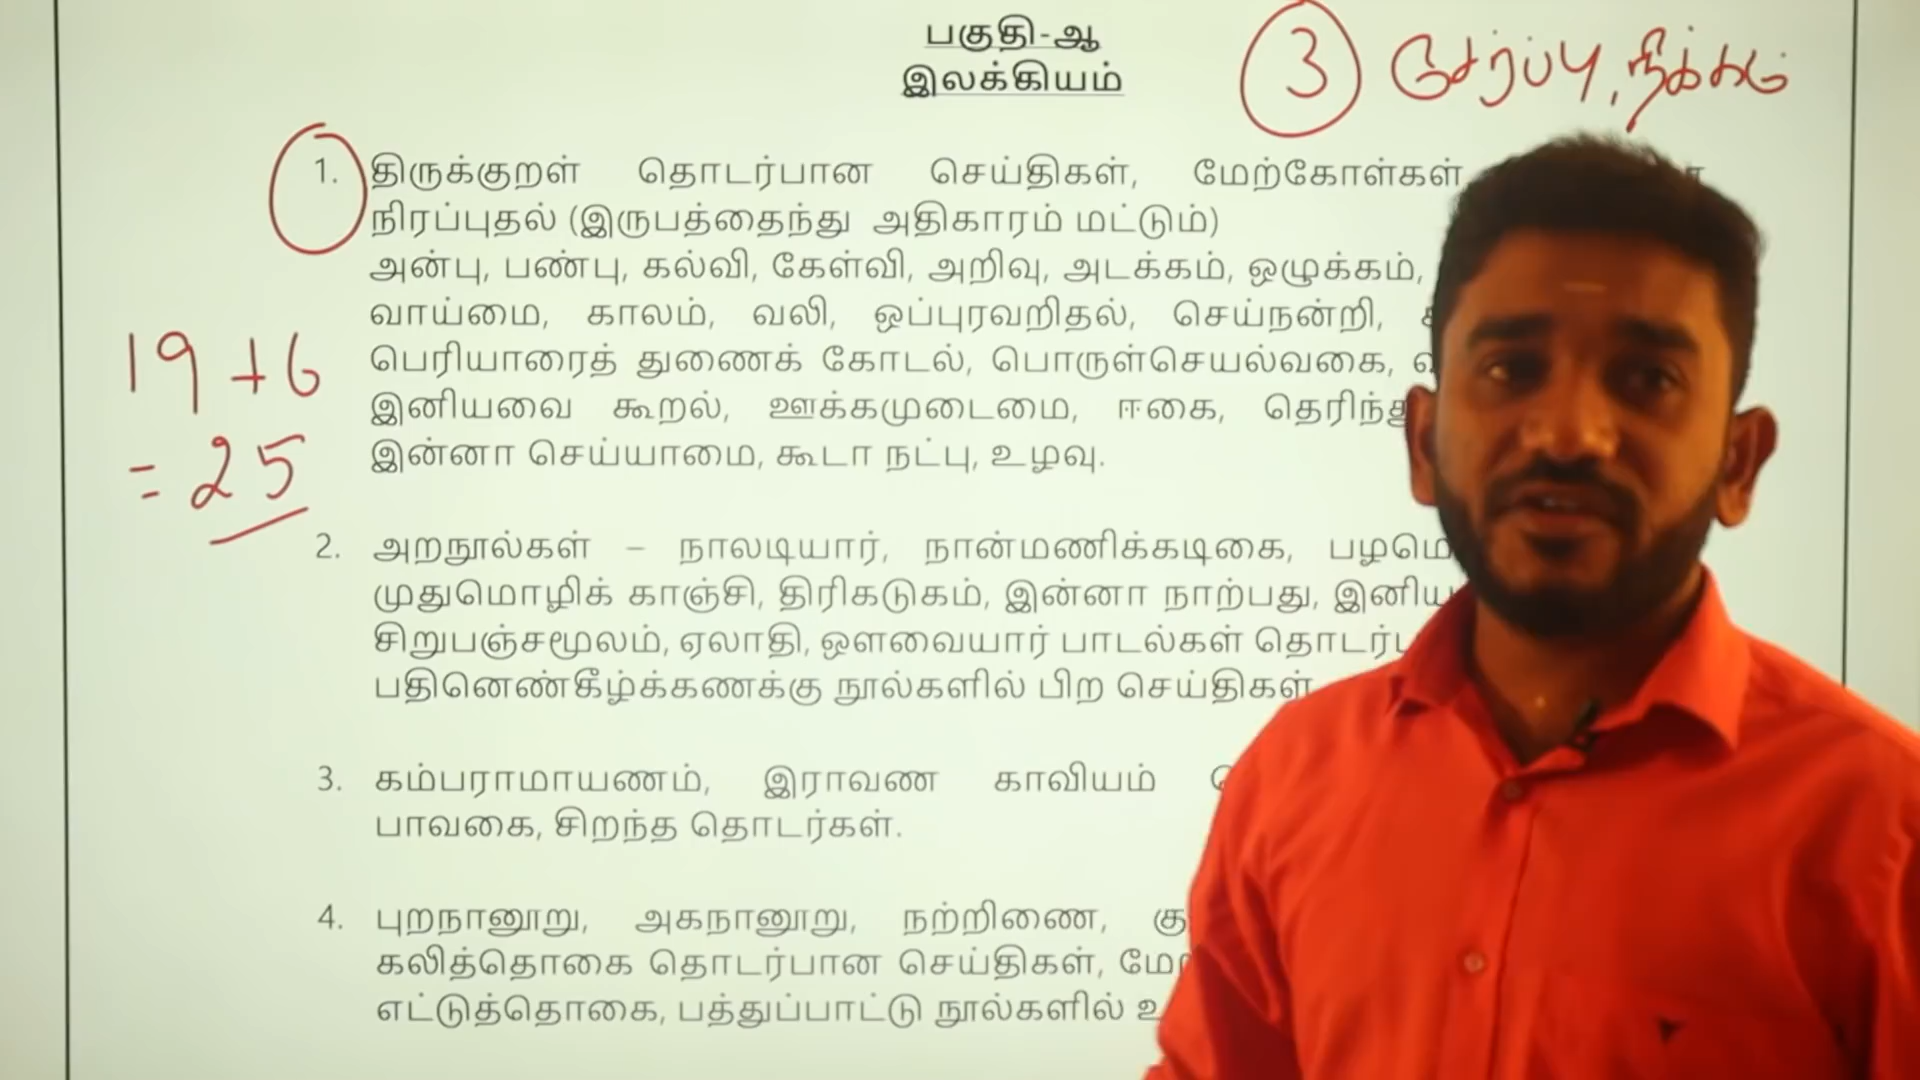 பகுதி-ஆ
இலக்கியம்
3 சேர்ப்பு, நீக்கம்
1. திருக்குறள் தொடர்பான செய்திகள், மேற்கோள்கள்,
நிரப்புதல் (இருபத்தைந்து அதிகாரம் மட்டும்)
அன்பு, பண்பு, கல்வி, கேள்வி, அறிவு, அடக்கம், ஒழுக்கம்,
வாய்மை, காலம், வலி, ஒப்புரவறிதல், செய்நன்றி,
பெரியாரைத் துணைக் கோடல், பொருள்செயல்வகை,
இனியவை கூறல், ஊக்கமுடைமை, ஈகை,
இன்னா செய்யாமை, கூடா நட்பு, உழவு.
19 + 6
= 25
2. அறநூல்கள் – நாலடியார், நான்மணிக்கடிகை,
முதுமொழிக் காஞ்சி, திரிகடுகம், இன்னா நாற்பது,
சிறுபஞ்சமூலம், ஏலாதி, ஔவையார் பாடல்கள்
பதினெண்கீழ்க்கணக்கு நூல்களில் பிற செய்திகள்
3. கம்பராமாயணம், இராவண காவியம்
பாவகை, சிறந்த தொடர்கள்.
4. புறநானூறு, அகநானூறு, நற்றிணை,
கலித்தொகை தொடர்பான செய்திகள்,
எட்டுத்தொகை, பத்துப்பாட்டு நூல்களில்